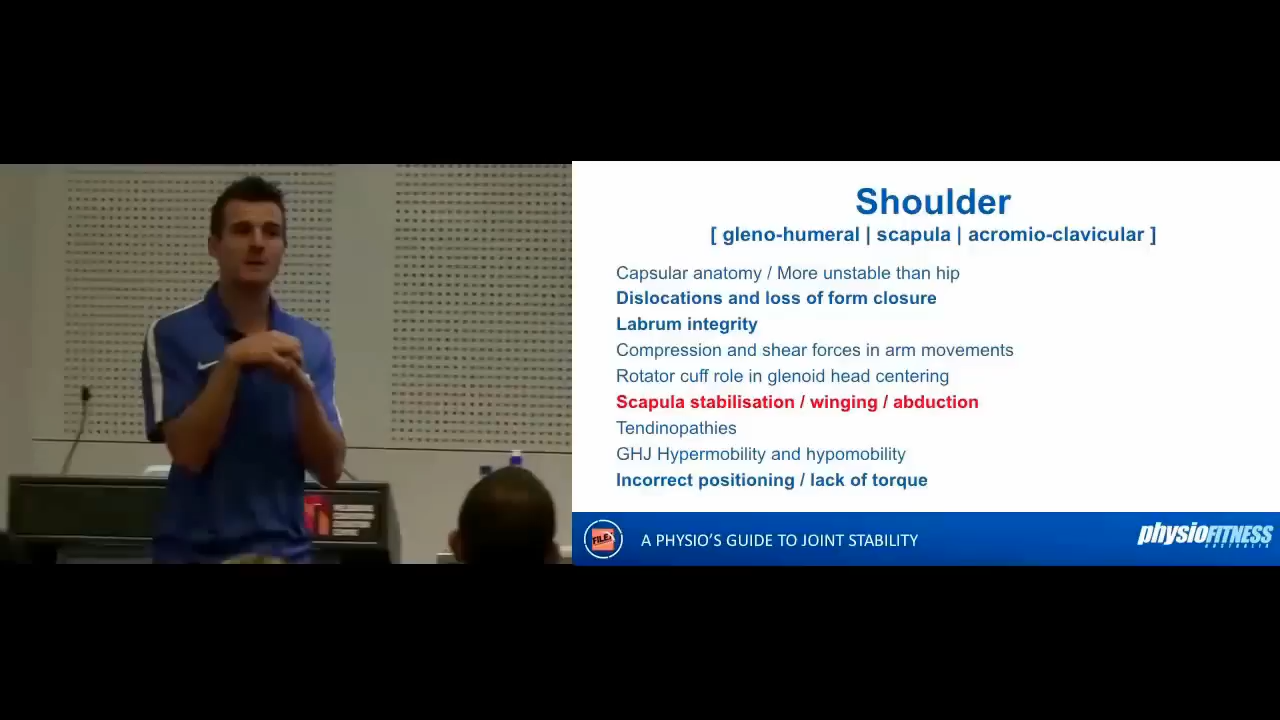 Shoulder
[ gleno-humeral | scapula | acromio-clavicular ]
Capsular anatomy / More unstable than hip
Dislocations and loss of form closure
Labrum integrity
Compression and shear forces in arm movements
Rotator cuff role in glenoid head centering
Scapula stabilisation / winging / abduction
Tendinopathies
GHJ Hypermobility and hypomobility
Incorrect positioning / lack of torque
FILEX
A PHYSIO'S GUIDE TO JOINT STABILITY
physioFITNESS
AUSTRALIA